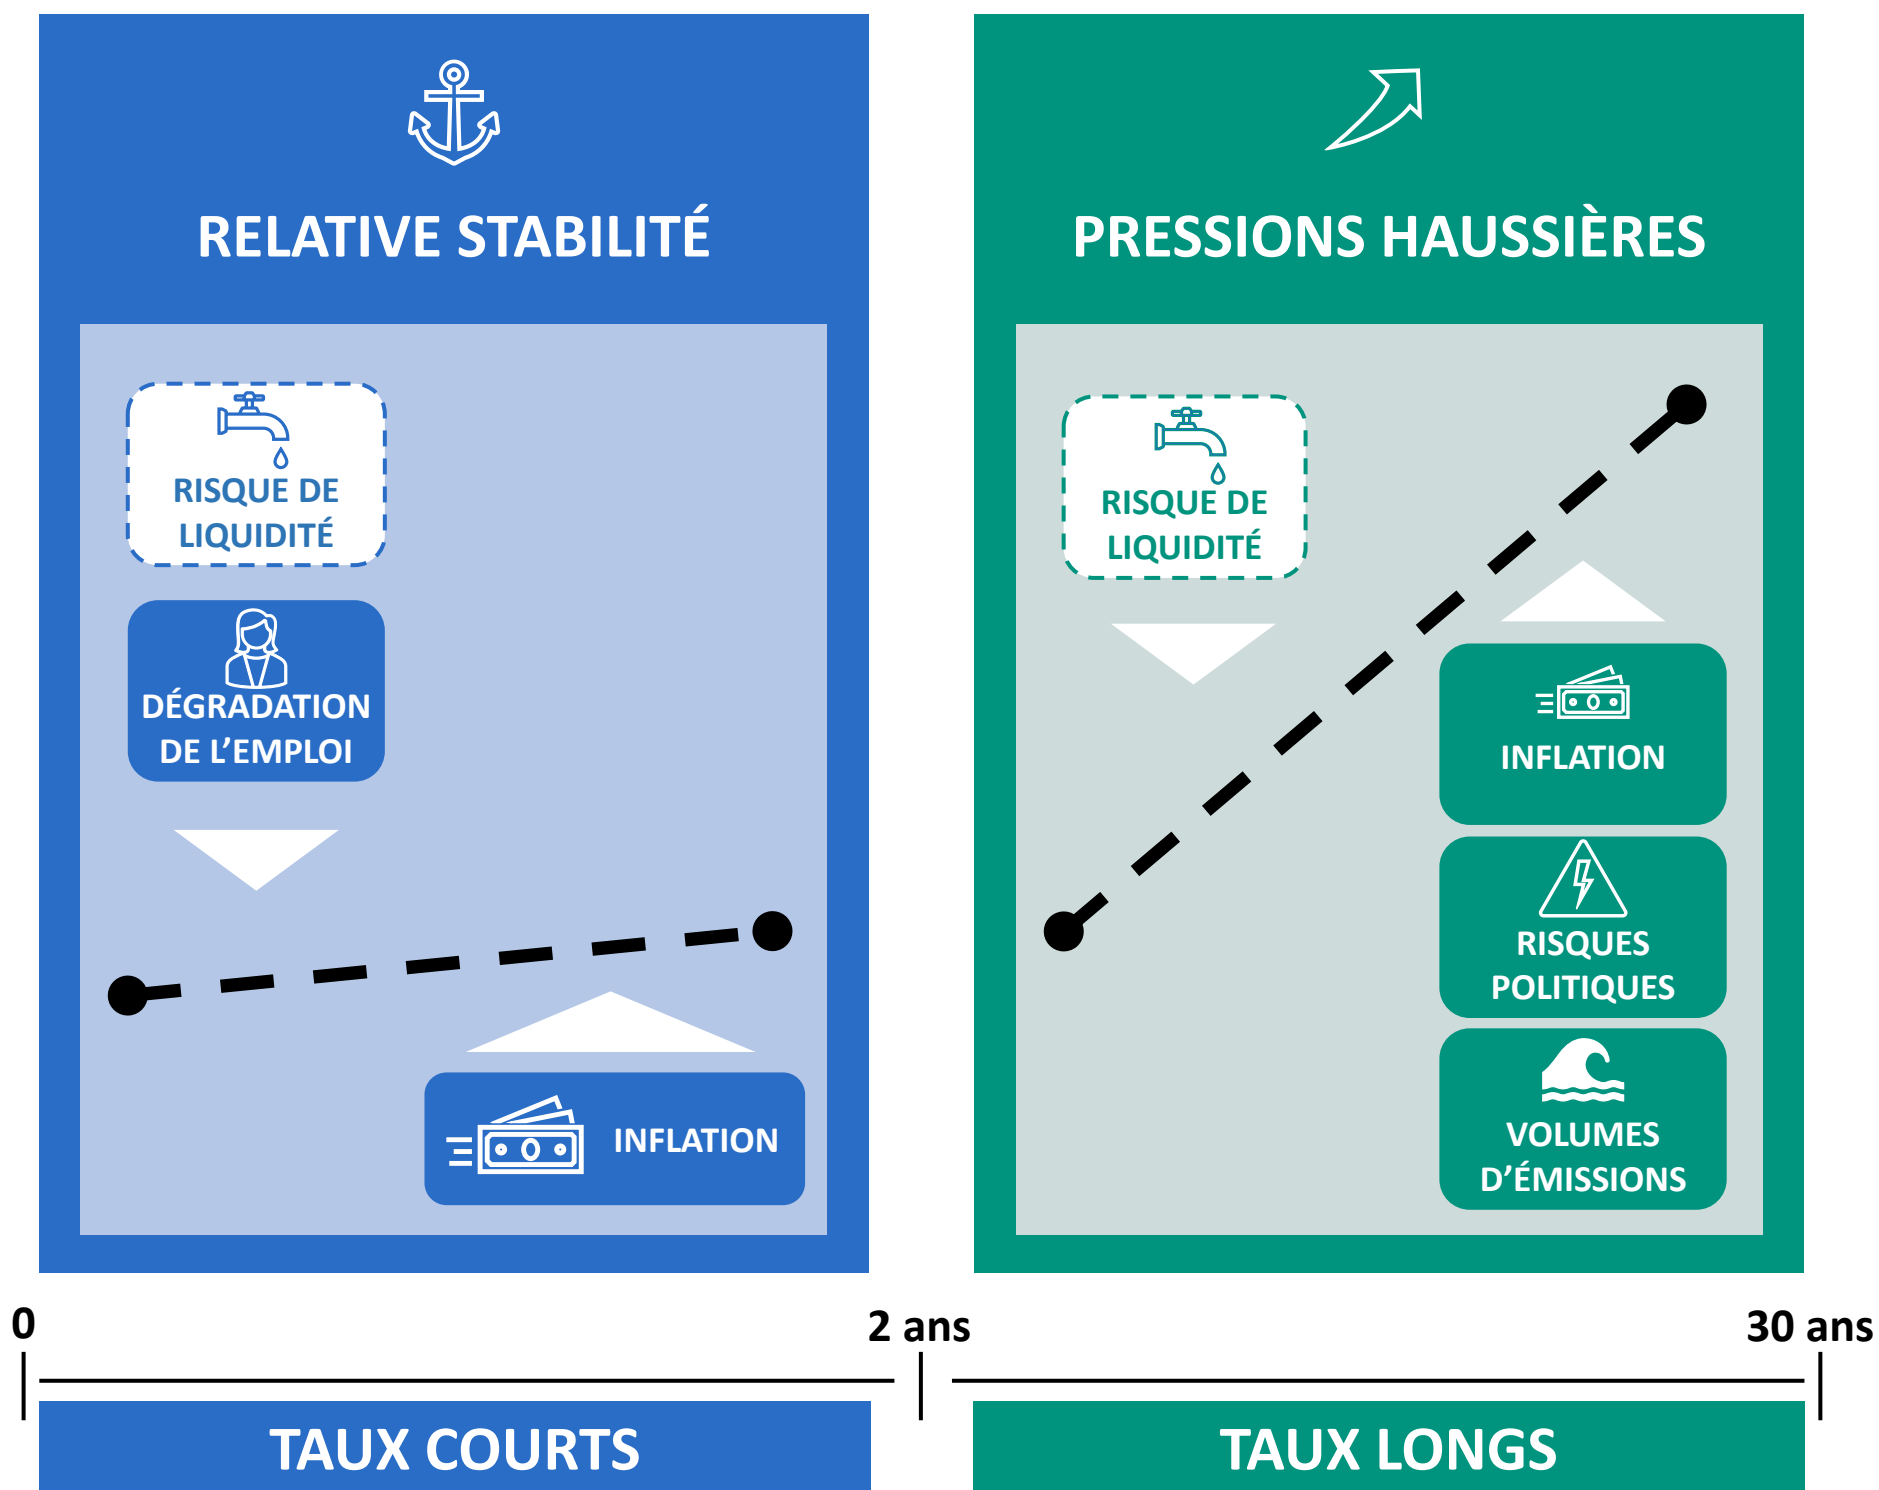 RELATIVE STABILITÉ
RISQUE DE
LIQUIDITÉ
DÉGRADATION
DE L’EMPLOI
INFLATION
PRESSIONS HAUSSIÈRES
RISQUE DE
LIQUIDITÉ
INFLATION
RISQUES
POLITIQUES
VOLUMES
D’ÉMISSIONS
0
2 ans
30 ans
TAUX COURTS
TAUX LONGS